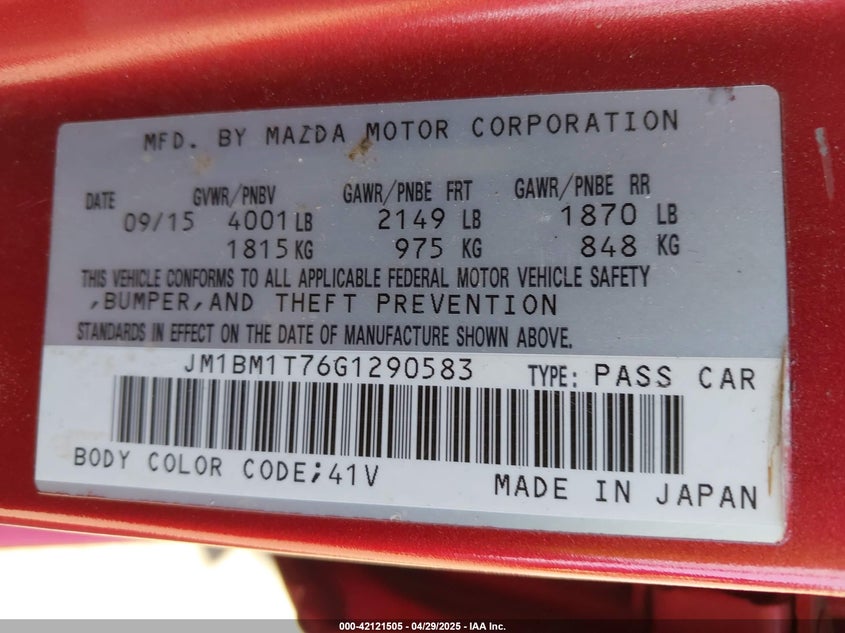 MFD. BY MAZDA MOTOR CORPORATION
DATE GVWR/PNBV GAWR/PNBE FRT GAWR/PNBE RR
09/15 4001 LB 2149 LB 1870 LB
1815 KG 975 KG 848 KG
THIS VEHICLE CONFORMS TO ALL APPLICABLE FEDERAL MOTOR VEHICLE SAFETY
,BUMPER,AND THEFT PREVENTION
STANDARDS IN EFFECT ON THE DATE OF MANUFACTURE SHOWN ABOVE.
JM1BM1T76G1290583 TYPE: PASS CAR
BODY COLOR CODE;41V
MADE IN JAPAN
000-42121505 - 04/29/2025 - IAA Inc.